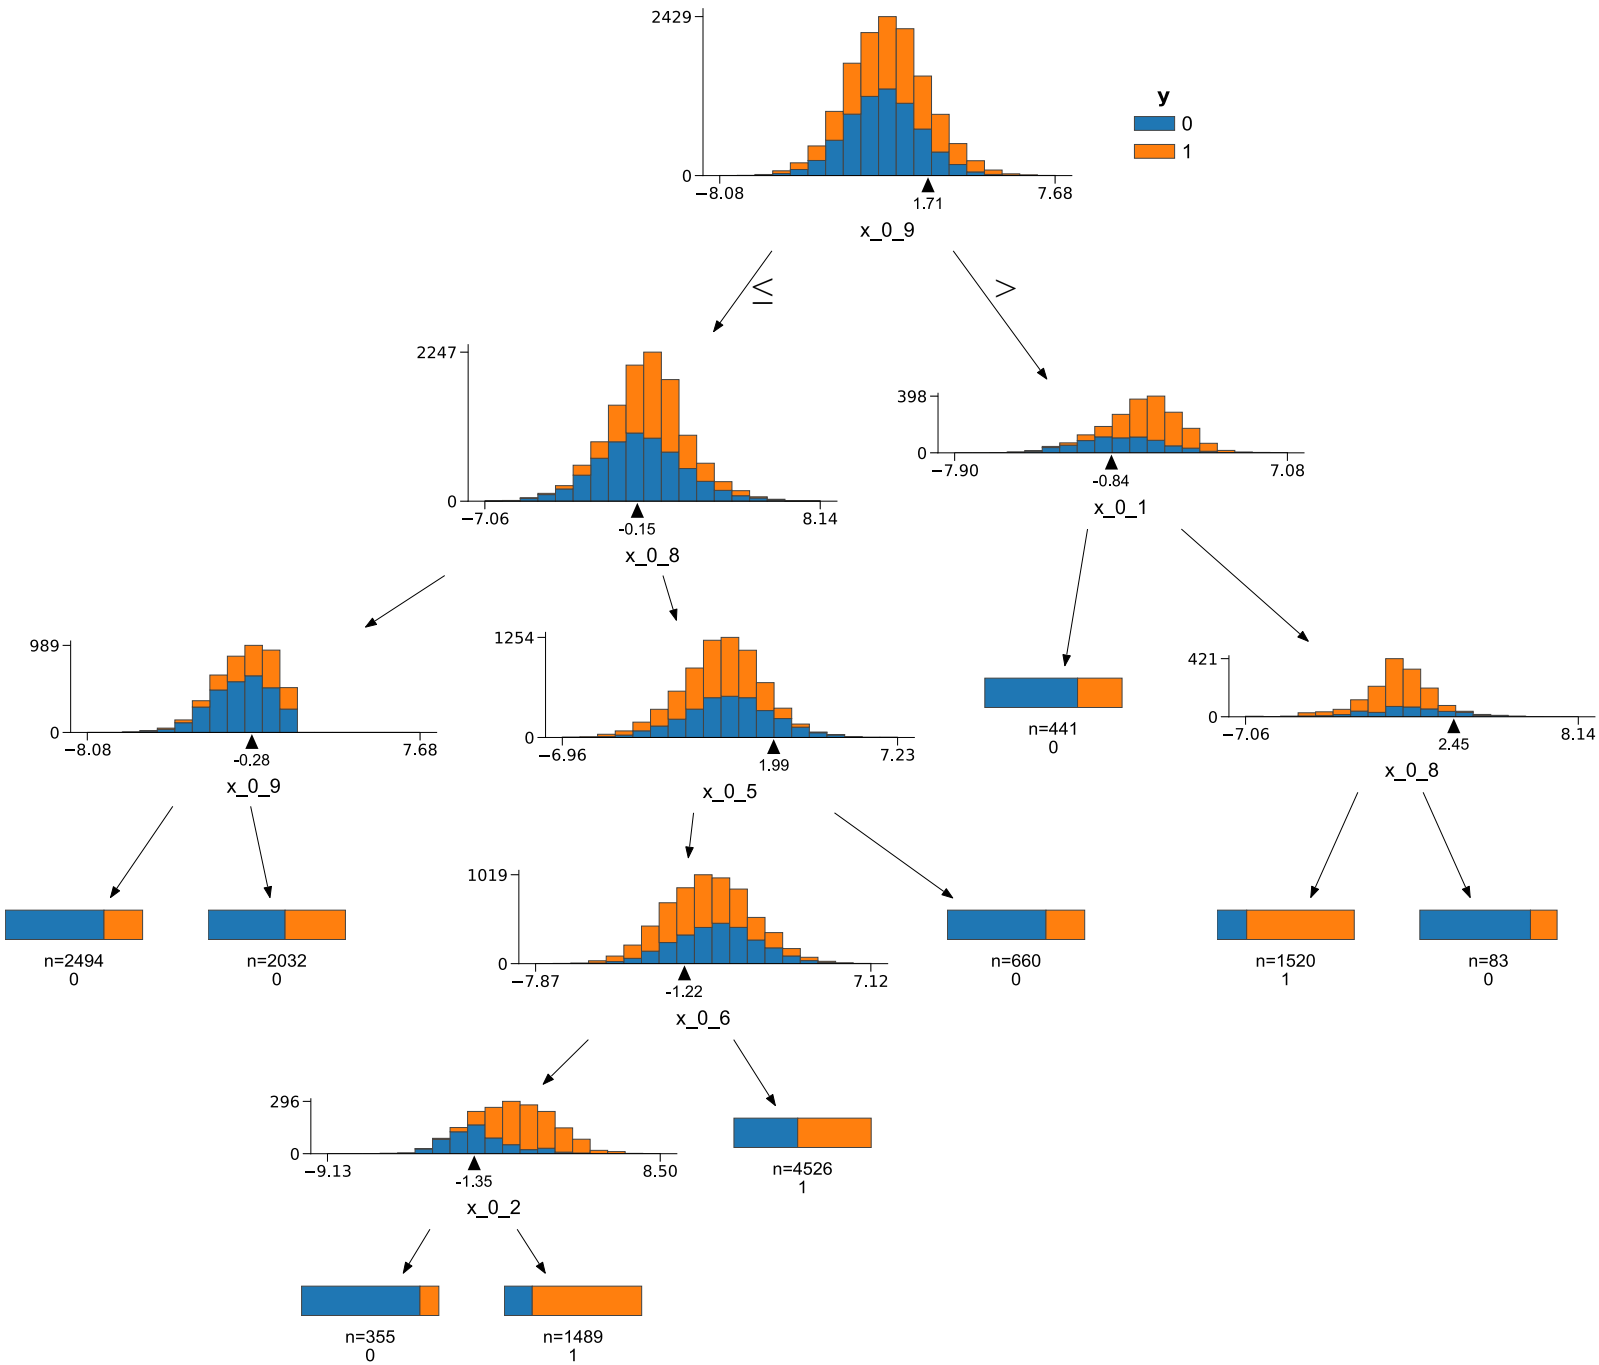 2429
0
−8.08
7.68
1.71
x_0_9
y
0
1
≤
>
2247
0
−7.06
8.14
-0.15
x_0_8
398
0
−7.90
7.08
-0.84
x_0_1
989
0
−8.08
7.68
-0.28
x_0_9
1254
0
−6.96
7.23
1.99
x_0_5
n=441
0
421
0
−7.06
8.14
2.45
x_0_8
n=2494
0
n=2032
0
1019
0
−7.87
7.12
-1.22
x_0_6
n=660
0
n=1520
1
n=83
0
296
0
−9.13
8.50
-1.35
x_0_2
n=4526
1
n=355
0
n=1489
1